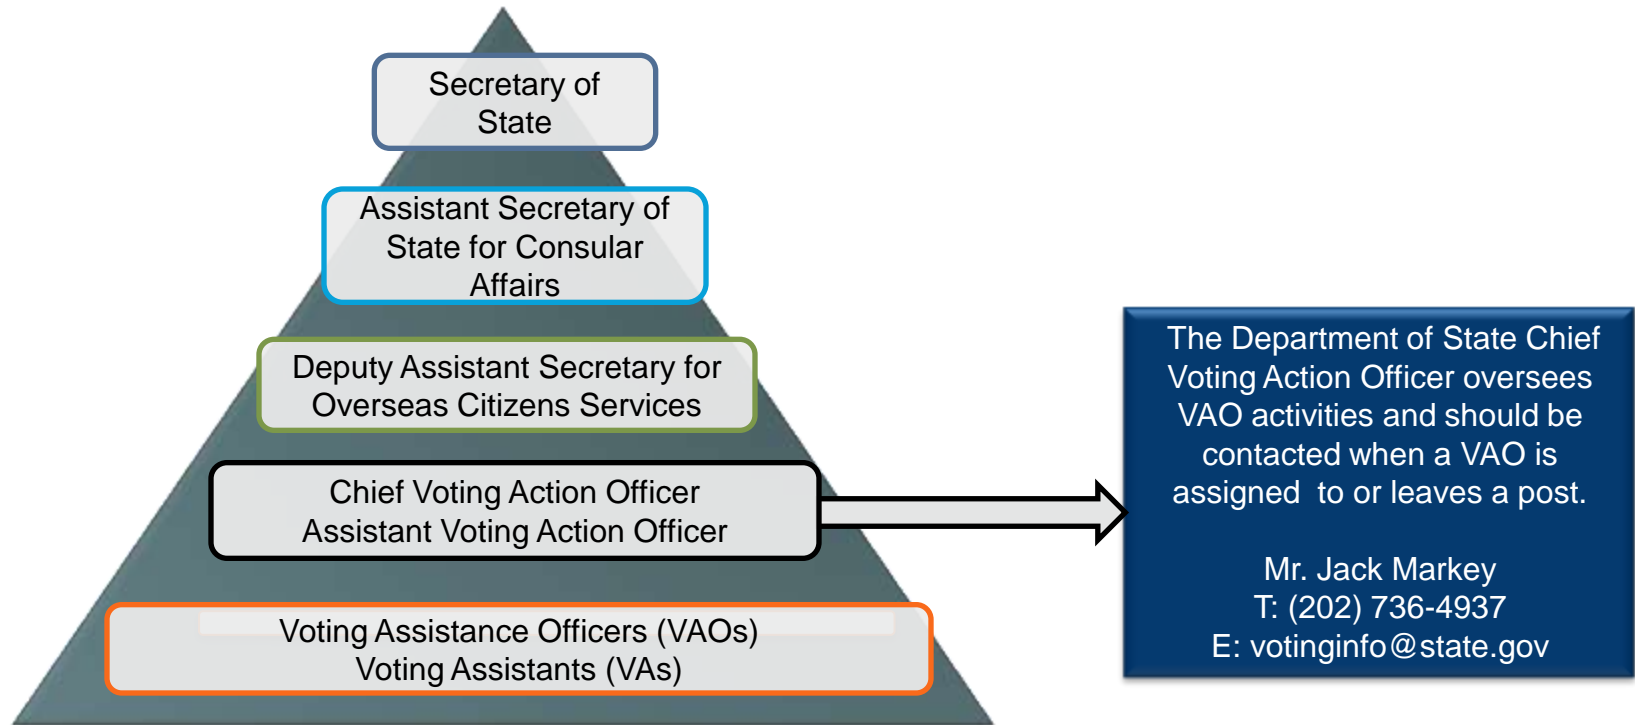 Secretary of
State
Assistant Secretary of
State for Consular
Affairs
Deputy Assistant Secretary for
Overseas Citizens Services
Chief Voting Action Officer
Assistant Voting Action Officer
Voting Assistance Officers (VAOs)
Voting Assistants (VAs)
The Department of State Chief
Voting Action Officer oversees
VAO activities and should be
contacted when a VAO is
assigned to or leaves a post.
Mr. Jack Markey
T: (202) 736-4937
E: votinginfo@state.gov